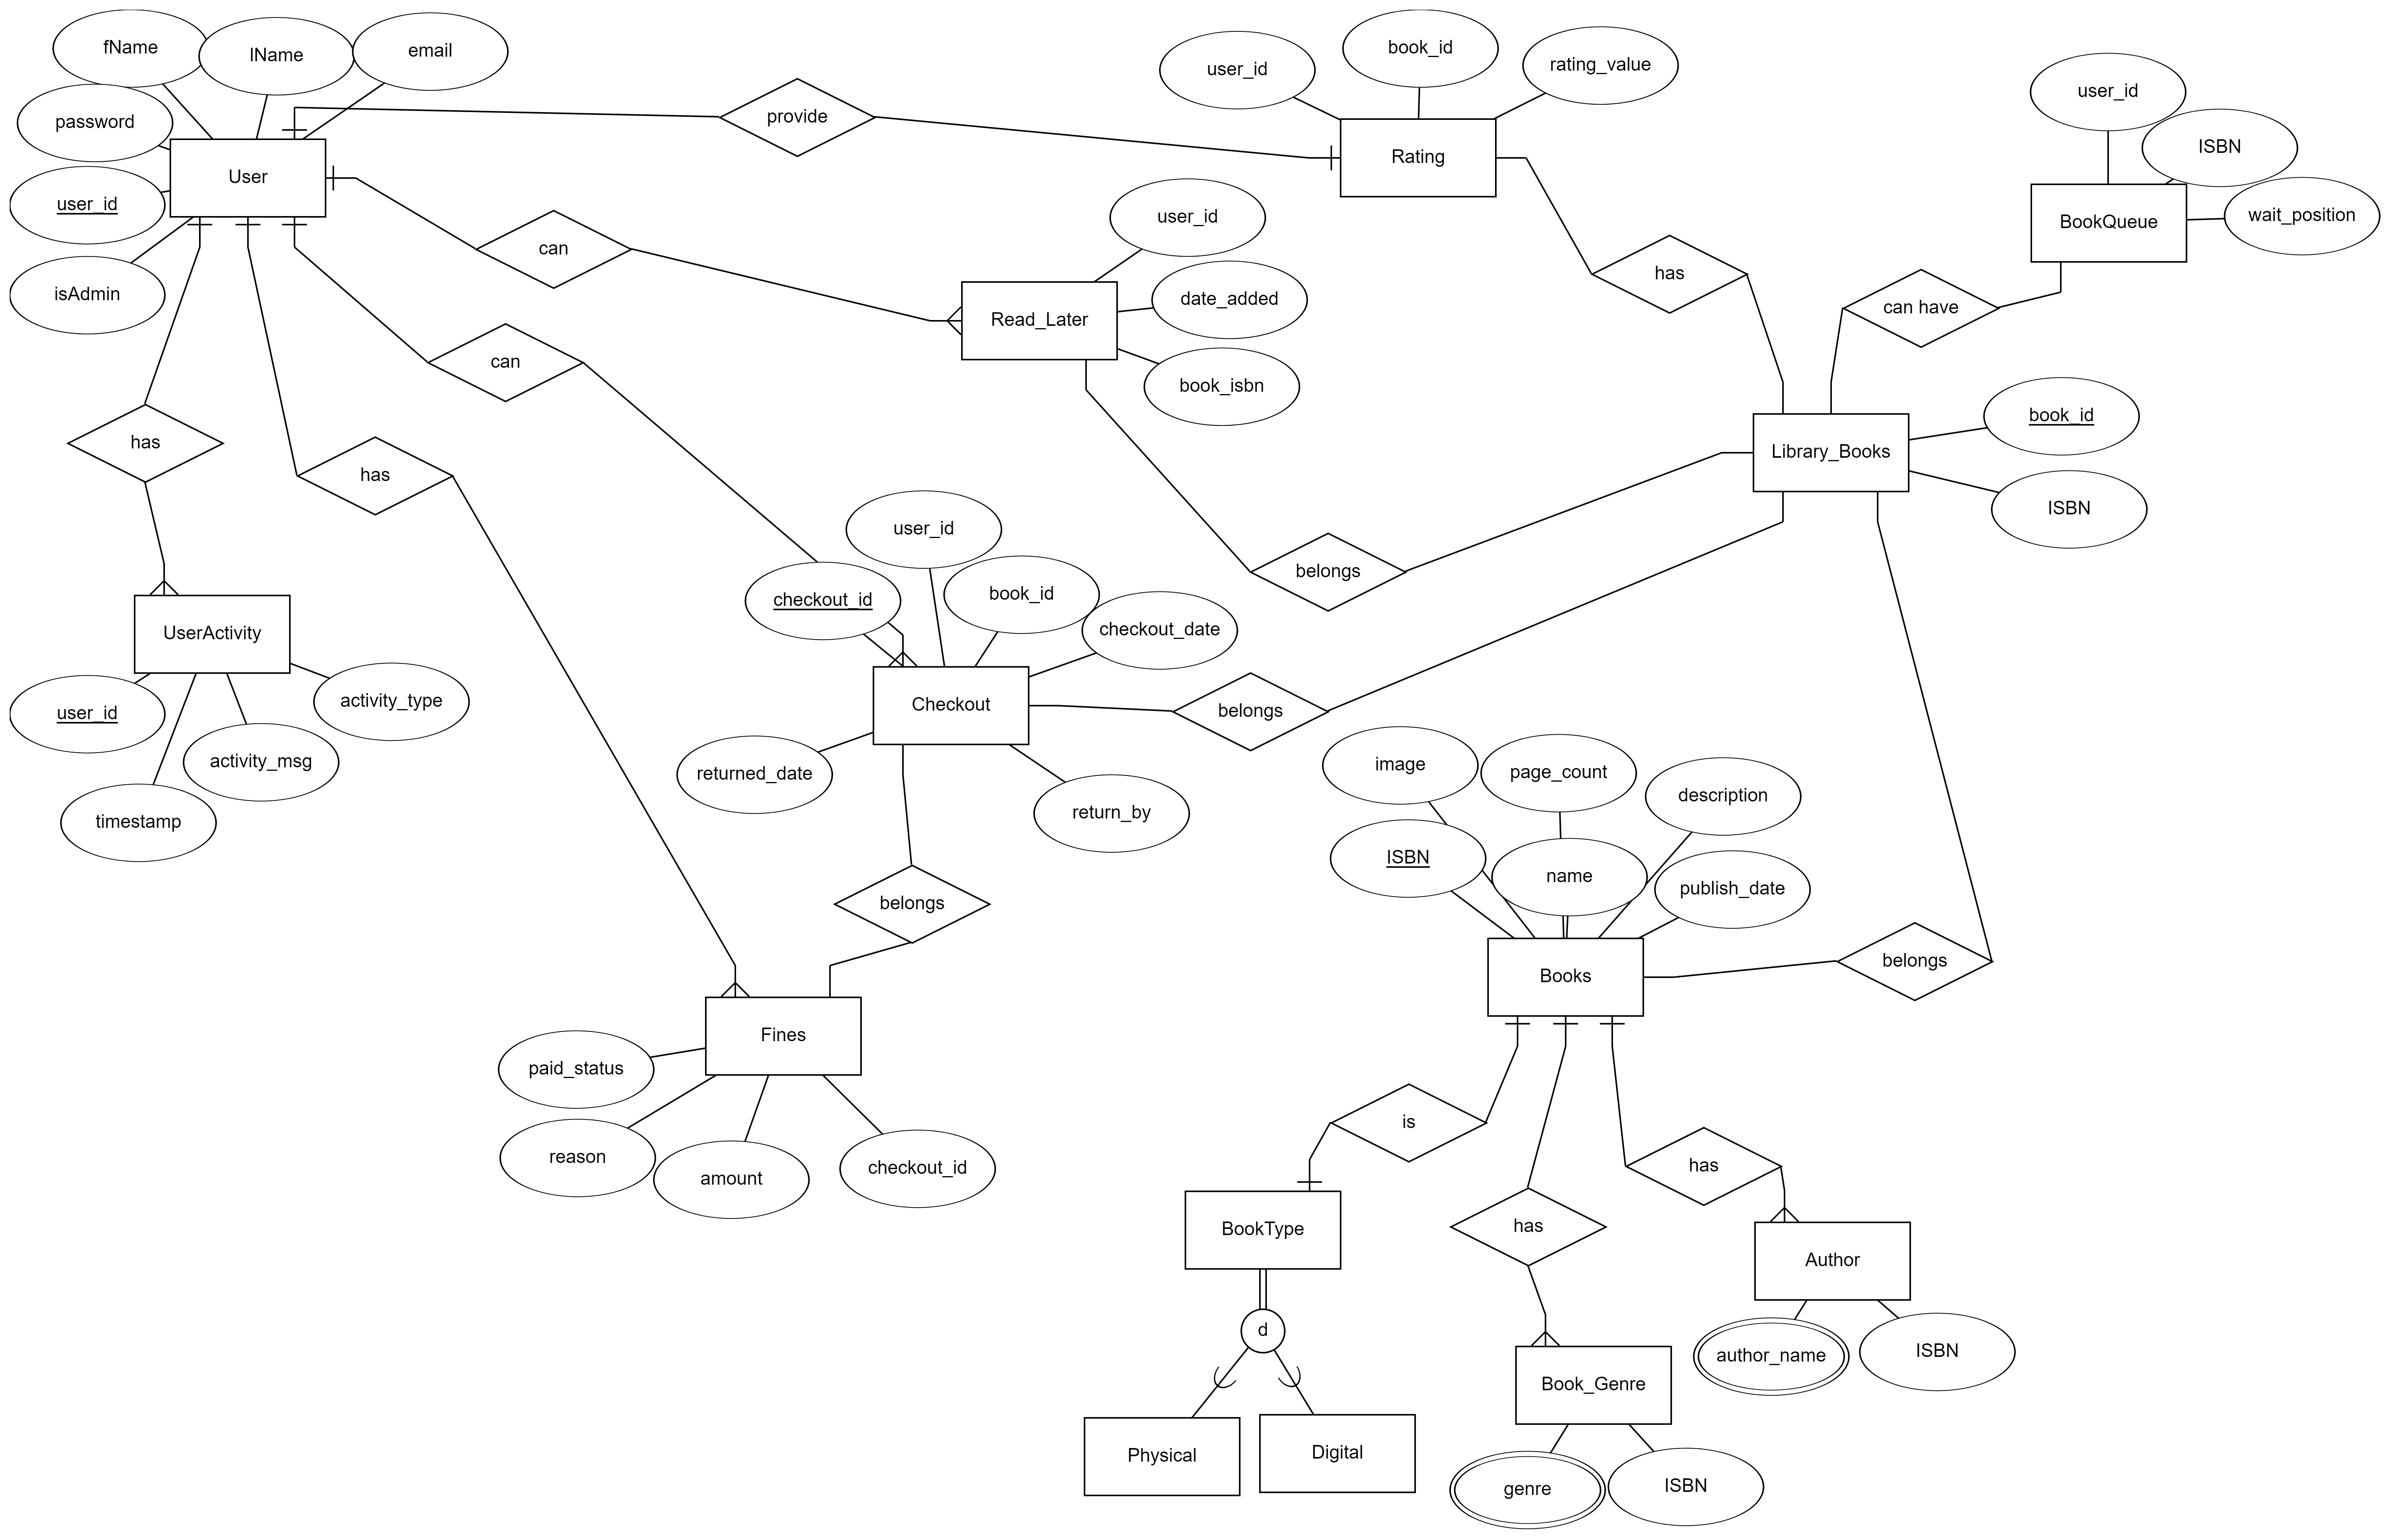 fName
lName
email
password
User
user_id
isAdmin
provide
user_id
book_id
rating_value
Rating
user_id
ISBN
BookQueue
wait_position
can
user_id
date_added
Read_Later
book_isbn
has
can have
can
has
has
book_id
Library_Books
ISBN
belongs
UserActivity
user_id
activity_type
activity_msg
timestamp
user_id
checkout_id
book_id
checkout_date
Checkout
belongs
returned_date
return_by
belongs
image
page_count
description
ISBN
name
publish_date
Books
belongs
Fines
paid_status
reason
amount
checkout_id
is
has
has
BookType
d
Physical
Digital
Author
author_name
ISBN
Book_Genre
genre
ISBN